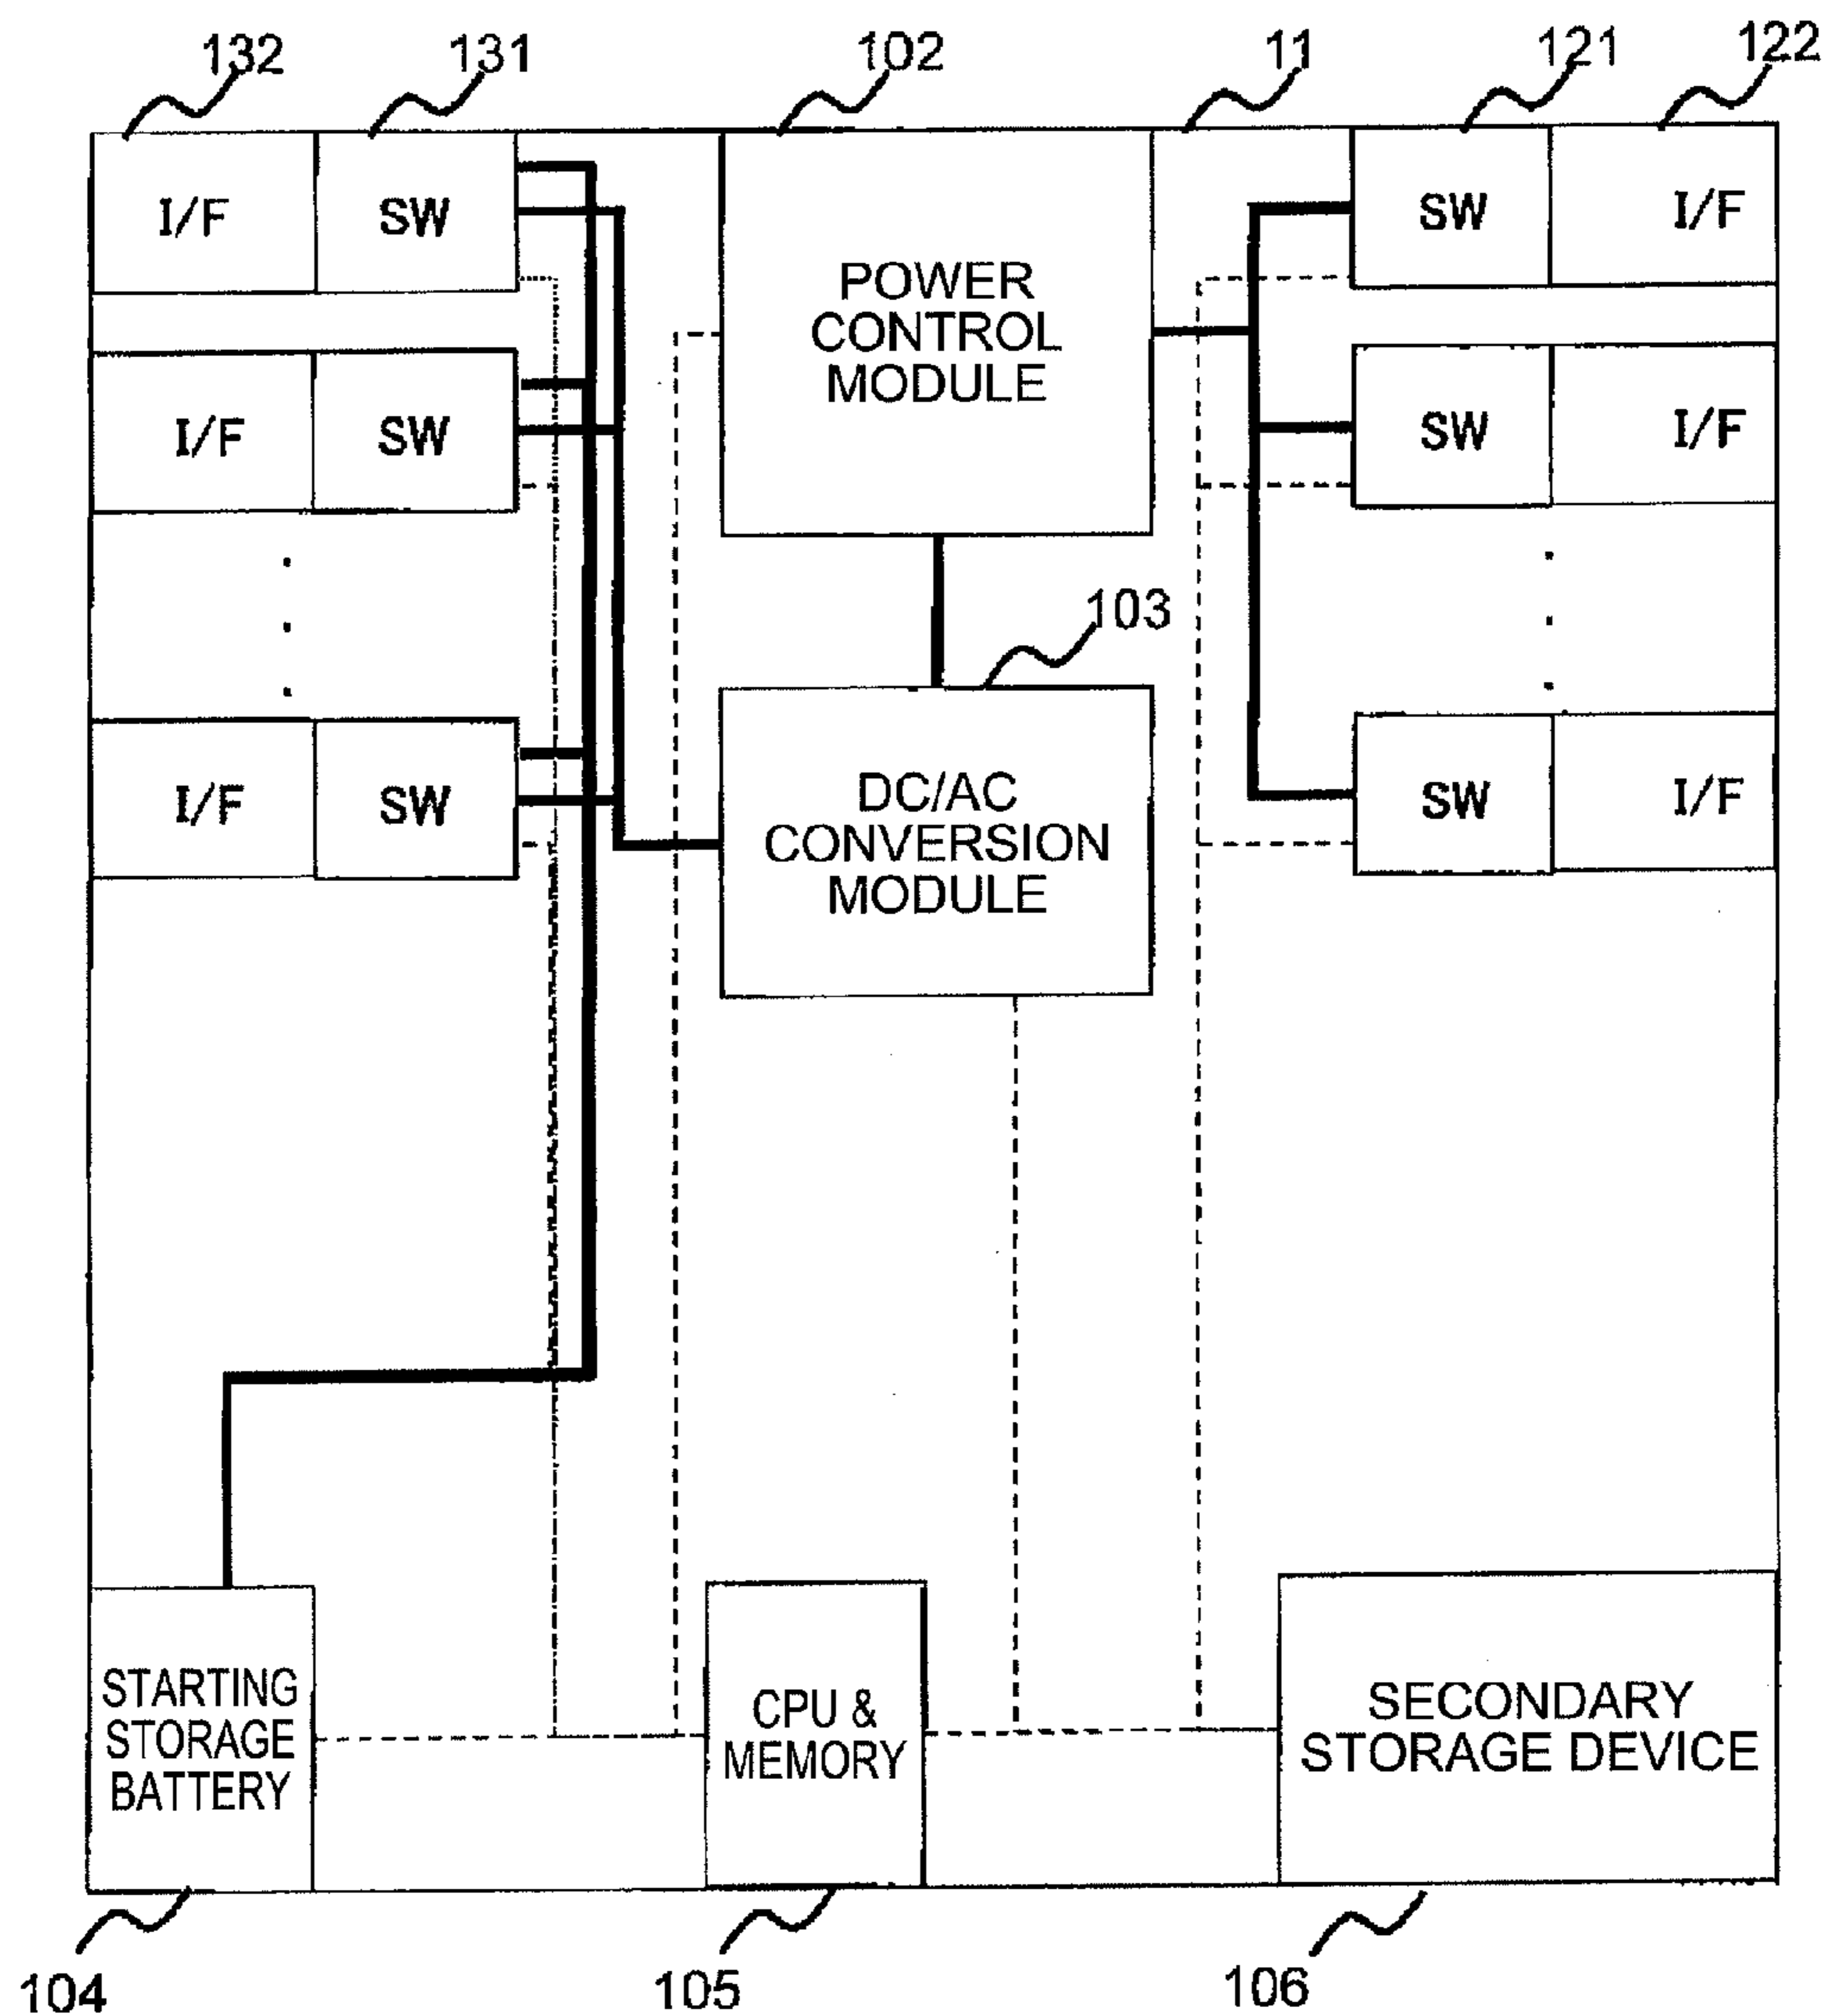 132
131
102
11
121
122
I/F
SW
POWER
CONTROL
MODULE
SW
I/F
I/F
SW
SW
I/F
103
I/F
SW
DC/AC
CONVERSION
MODULE
SW
I/F
STARTING
STORAGE
BATTERY
CPU &
MEMORY
SECONDARY
STORAGE DEVICE
104
105
106